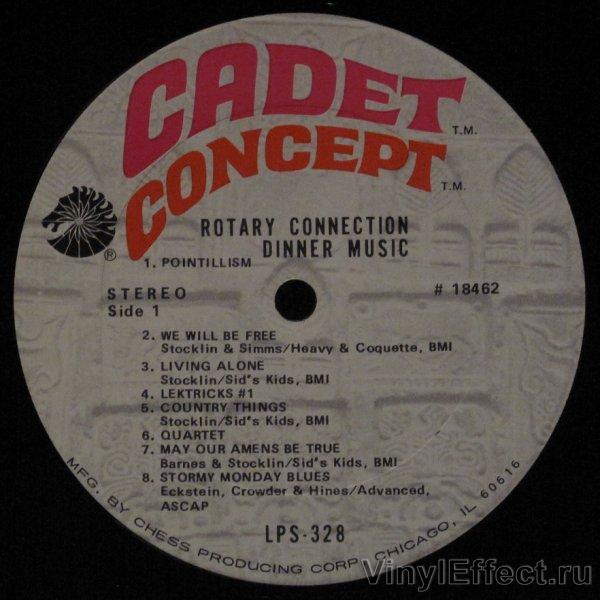 CADET T.M.
CONCEPT T.M.
ROTARY CONNECTION
DINNER MUSIC
®
1. POINTILLISM
STEREO
# 18462
Side 1
2. WE WILL BE FREE
Stocklin & Simms/Heavy & Coquette, BMI
3. LIVING ALONE
Stocklin/Sid's Kids, BMI
4. LEKTRICKS #1
5. COUNTRY THINGS
Stocklin/Sid's Kids, BMI
6. QUARTET
7. MAY OUR AMENS BE TRUE
Barnes & Stocklin/Sid's Kids, BMI
8. STORMY MONDAY BLUES
Eckstein, Crowder & Hines/Advanced,
ASCAP
LPS-328
MFG. BY CHESS PRODUCING CORP. CHICAGO, IL 60616
VinylEffect.ru